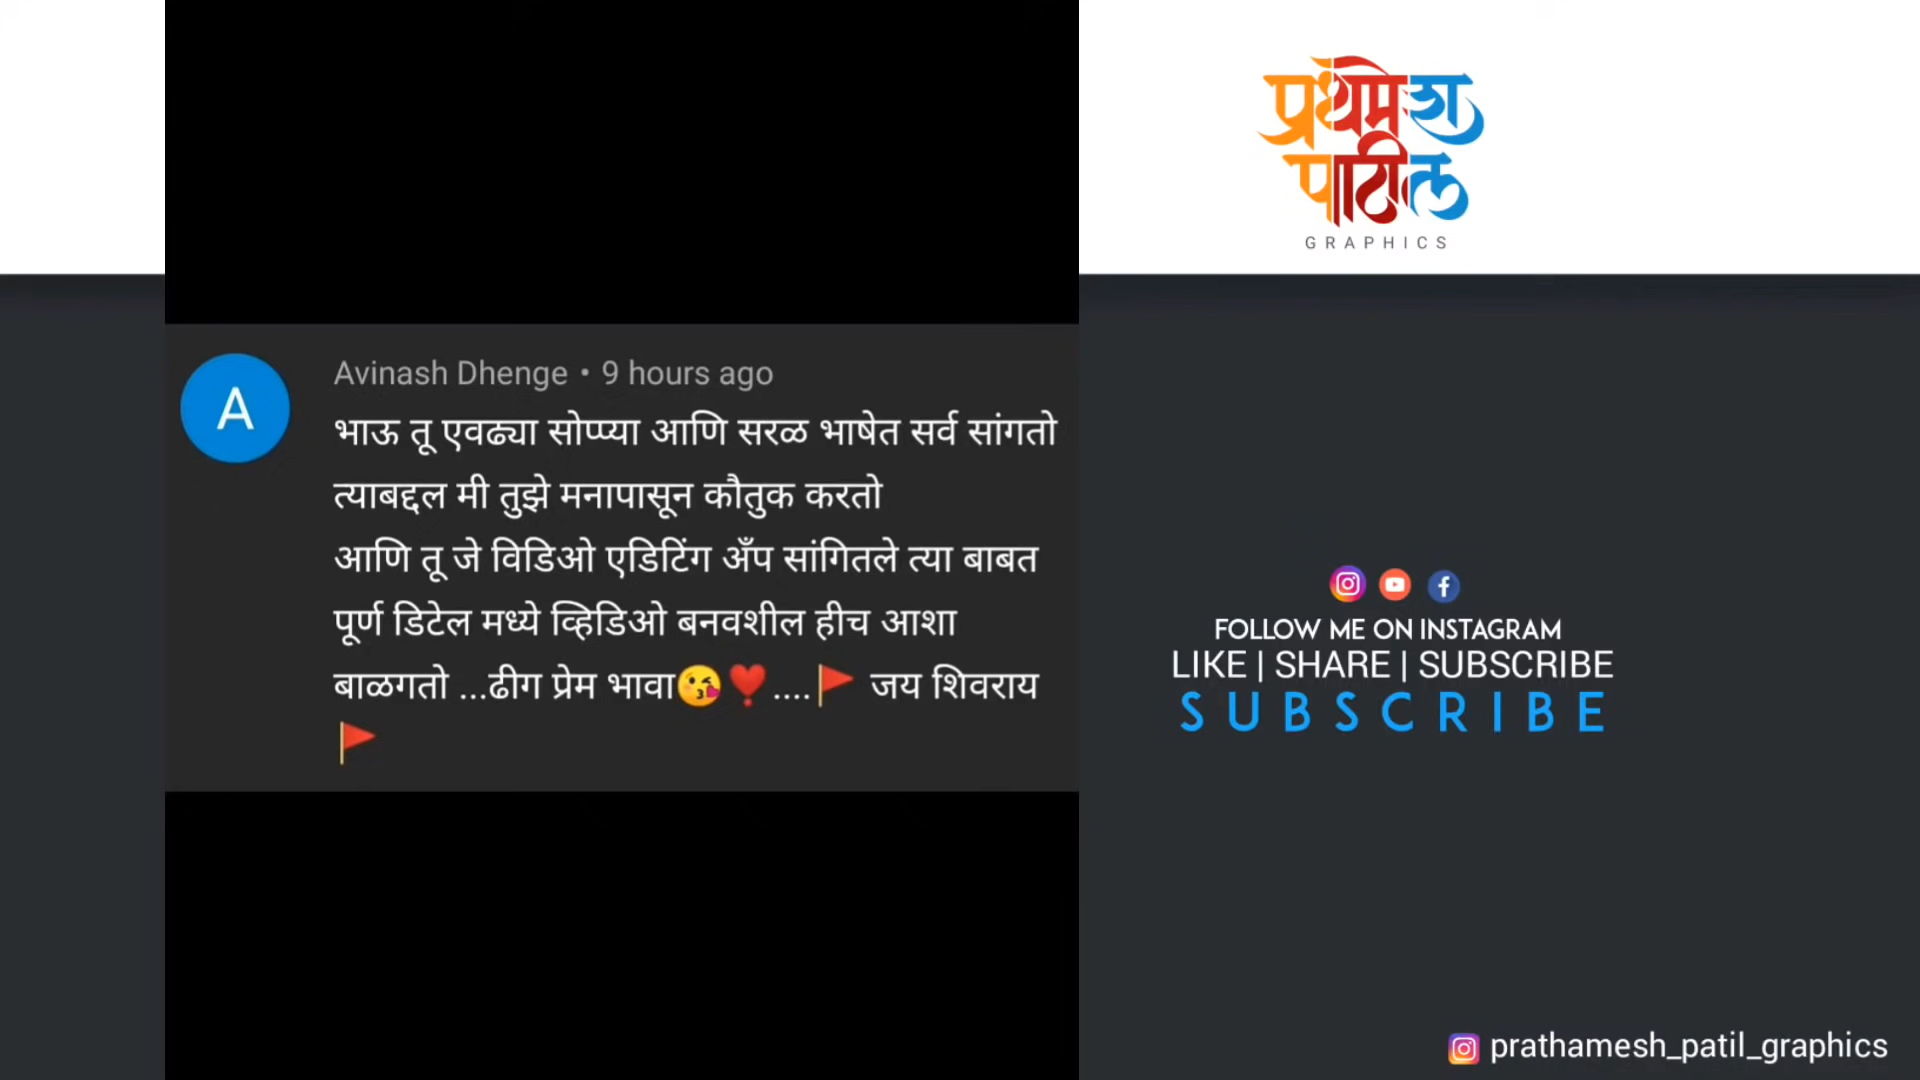 प्रथमेश
पाटील
GRAPHICS
A
Avinash Dhenge • 9 hours ago
भाऊ तू एवढ्या सोप्प्या आणि सरळ भाषेत सर्व सांगतो
त्याबद्दल मी तुझे मनापासून कौतुक करतो
आणि तू जे विडिओ एडिटिंग अँप सांगितले त्या बाबत
पूर्ण डिटेल मध्ये व्हिडिओ बनवशील हीच आशा
बाळगतो ...ढीग प्रेम भावा😘❣️....🚩 जय शिवराय
🚩
FOLLOW ME ON INSTAGRAM
LIKE | SHARE | SUBSCRIBE
SUBSCRIBE
prathamesh_patil_graphics